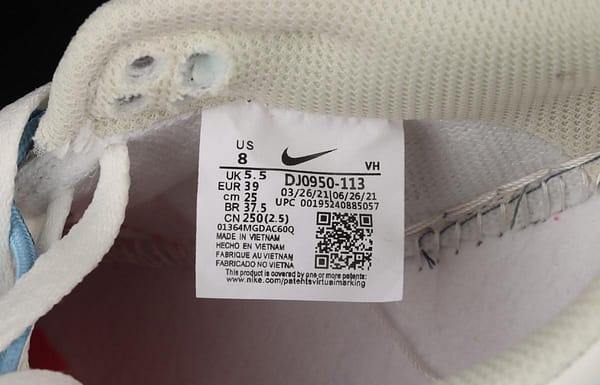 US
8
VH
UK 5.5
EUR 39
cm 25
BR 37.5
CN 250(2.5)
DJ0950-113
03/26/21|06/26/21
UPC 0019524885057
01364MGDAC60Q
MADE IN VIETNAM
HECHO EN VIETNAM
FABRIQUE AU VIETNAM
FABRICADO NO VIETNA
This product is covered by one or more patents:
www.nike.com/patentsvirtualmarking